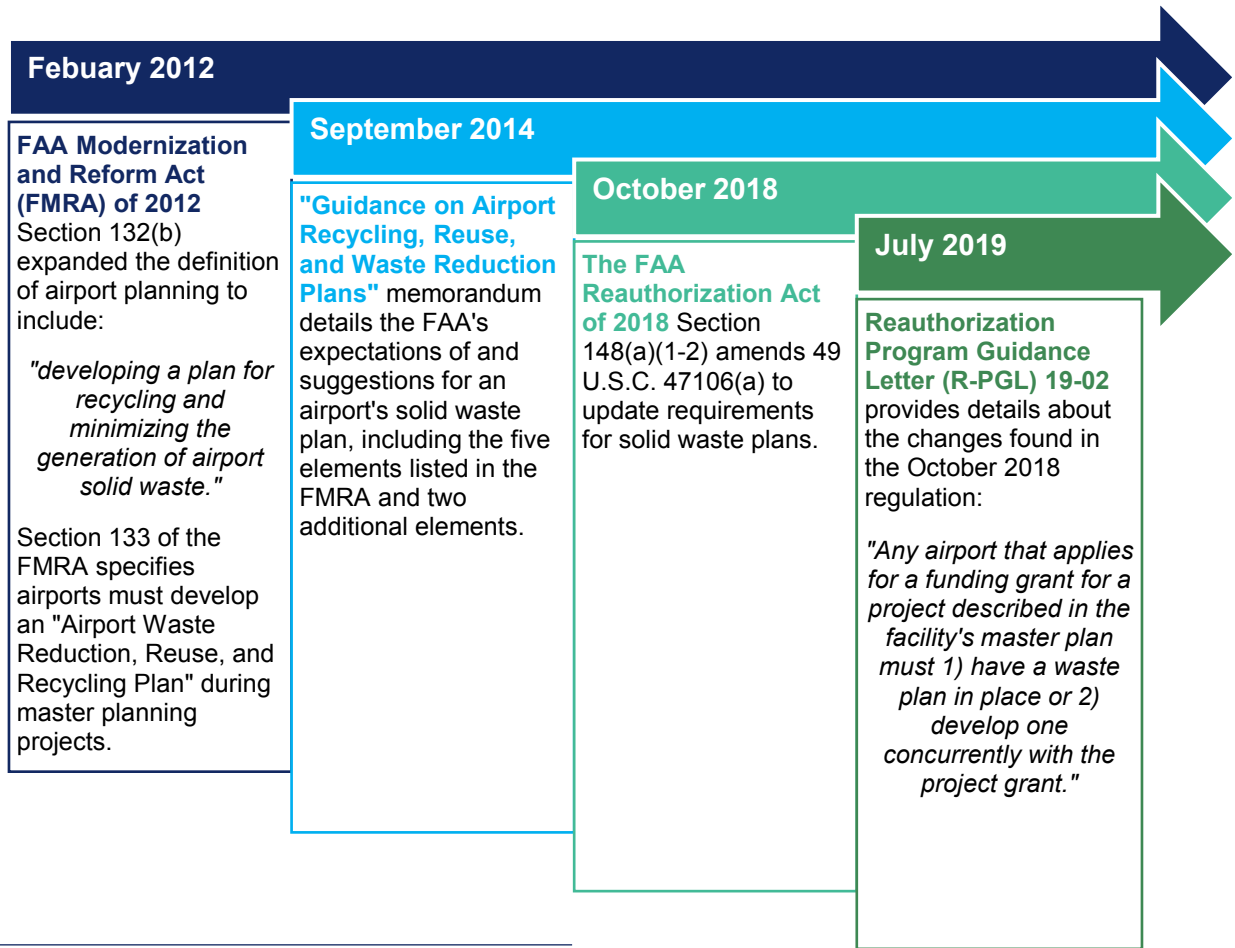 Febuary 2012
FAA Modernization
and Reform Act
(FMRA) of 2012
Section 132(b)
expanded the definition
of airport planning to
include:
"developing a plan for
recycling and
minimizing the
generation of airport
solid waste."
Section 133 of the
FMRA specifies
airports must develop
an "Airport Waste
Reduction, Reuse, and
Recycling Plan" during
master planning
projects.
September 2014
"Guidance on Airport
Recycling, Reuse,
and Waste Reduction
Plans" memorandum
details the FAA's
expectations of and
suggestions for an
airport's solid waste
plan, including the five
elements listed in the
FMRA and two
additional elements.
October 2018
The FAA
Reauthorization Act
of 2018 Section
148(a)(1-2) amends 49
U.S.C. 47106(a) to
update requirements
for solid waste plans.
July 2019
Reauthorization
Program Guidance
Letter (R-PGL) 19-02
provides details about
the changes found in
the October 2018
regulation:
"Any airport that applies
for a funding grant for a
project described in the
facility's master plan
must 1) have a waste
plan in place or 2)
develop one
concurrently with the
project grant."